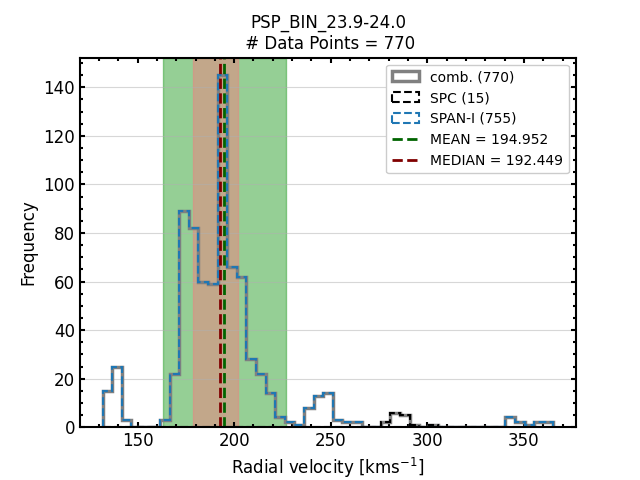 PSP_BIN_23.9-24.0
# Data Points = 770
comb. (770)
SPC (15)
SPAN-I (755)
MEAN = 194.952
MEDIAN = 192.449
Frequency
140
120
100
80
60
40
20
0
150 200 250 300 350
Radial velocity [kms⁻¹]